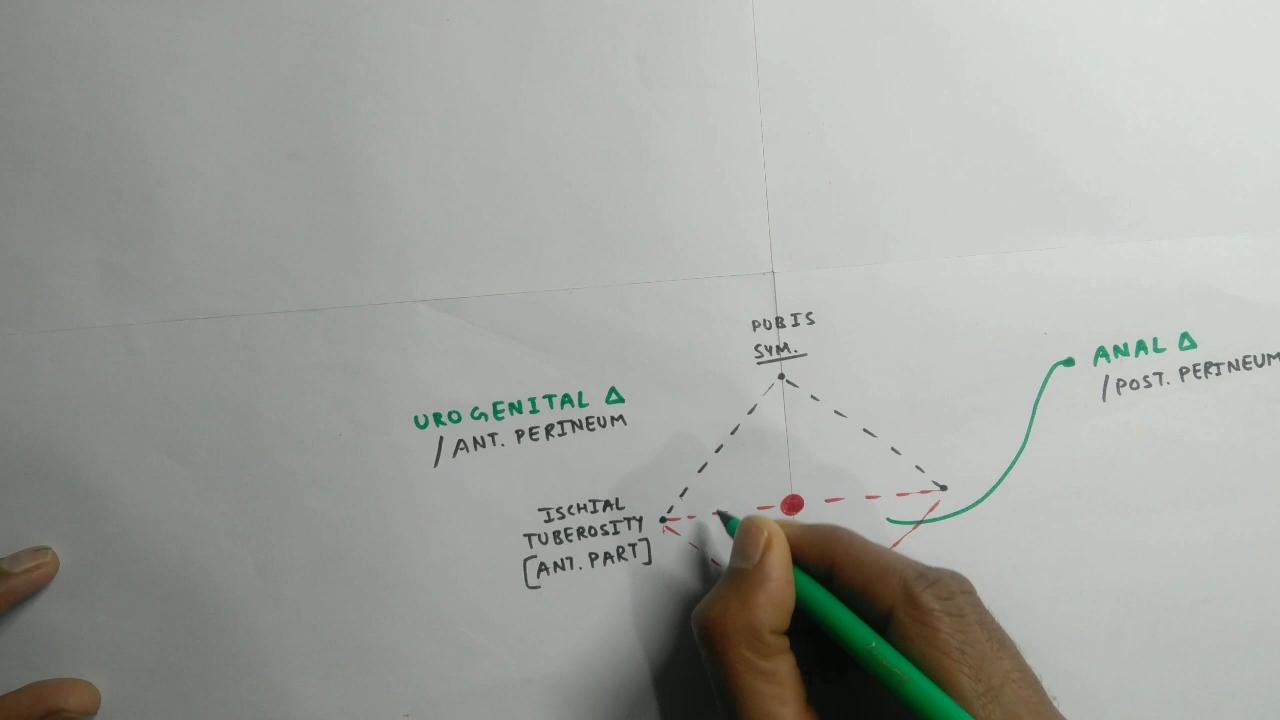 PUBIS
SYM.
UROGENITAL Δ
/ANT. PERINEUM
ANAL Δ
/POST. PERINEUM
ISCHIAL
TUBEROSITY
[ANT. PART]